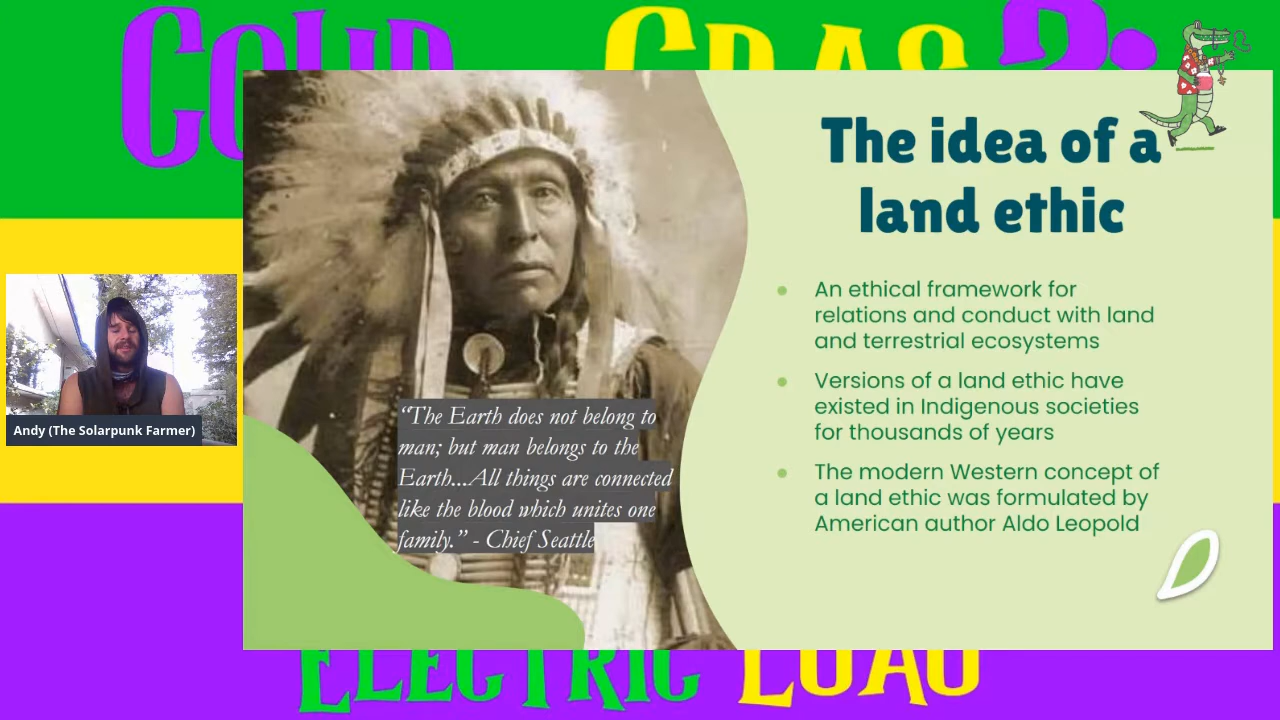 The idea of a
land ethic
An ethical framework for
relations and conduct with land
and terrestrial ecosystems
Versions of a land ethic have
existed in Indigenous societies
for thousands of years
The modern Western concept of
a land ethic was formulated by
American author Aldo Leopold
“The Earth does not belong to
man; but man belongs to the
Earth...All things are connected
like the blood which unites one
family.” - Chief Seattle
Andy (The Solarpunk Farmer)
ELECTRIC